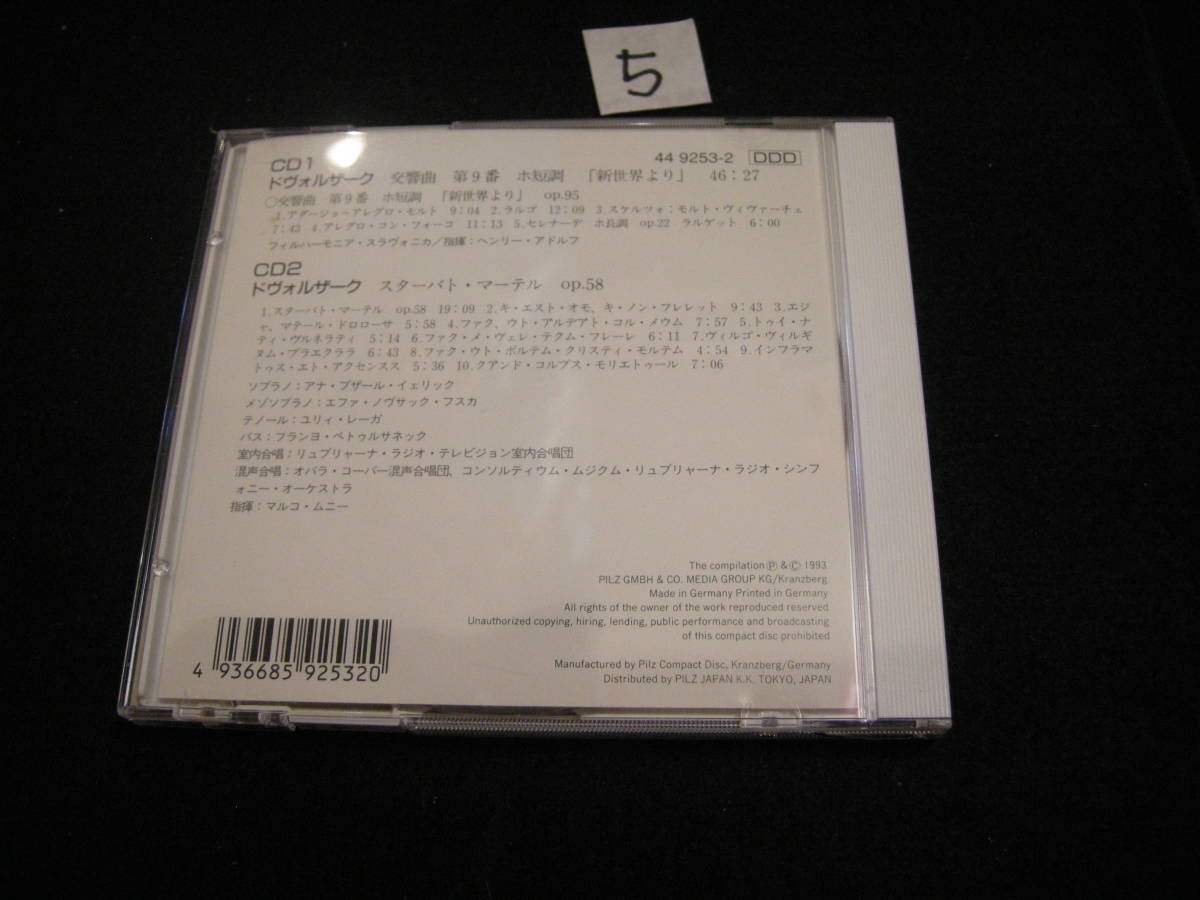 ち
CD1
44 9253-2 DDD
ドヴォルザーク 交響曲 第9番 ホ短調 「新世界より」 46:27
○交響曲 第9番 ホ短調 「新世界より」 op.95
1.アダージョーアレグロ・モルト 9:04 2.ラルゴ 12:09 3.スケルツォ:モルト・ヴィヴァーチェ
7:43 4.アレグロ・コン・フォーコ 11:13 5.セレナーデ ホ長調 op.22 ラルゲット 6:00
フィルハーモニア・スラヴォニカ/指揮:ヘンリー・アドルフ
CD2
ドヴォルザーク スターバト・マーテル op.58
1.スターバト・マーテル op.58 19:09 2.キ・エスト・オモ、キ・ノン・フレレット 9:43 3.エジ
ャ、マテール・ドロローサ 5:58 4.ファク、ウト・アルデアト・コル・メウム 7:57 5.トゥイ・ナ
ティ・ヴルネラティ 5:14 6.ファク・メ・ヴェレ・テクム・フレーレ 6:11 7.ヴィルゴ・ヴィルギ
ヌム・プラエクララ 6:43 8.ファク・ウト・ポルテム・クリスティ・モルテム 4:54 9.インフラマ
トゥス・エト・アクセンスス 5:36 10.クアンド・コルプス・モリエトゥール 7:06
ソプラノ:アナ・プザール・イェリック
メゾソプラノ:エファ・ノヴサック・フスカ
テノール:ユリィ・レーガ
バス:フランヨ・ペトゥルサネック
室内合唱:リュブリャーナ・ラジオ・テレビジョン室内合唱団
混声合唱:オバラ・コーパー混声合唱団、コンソルティウム・ムジクム・リュブリャーナ・ラジオ・シンフ
ォニー・オーケストラ
指揮:マルコ・ムニー
The compilation Ⓟ & © 1993
PILZ GMBH & CO. MEDIA GROUP KG/Kranzberg
Made in Germany Printed in Germany
All rights of the owner of the work reproduced reserved
Unauthorized copying, hiring, lending, public performance and broadcasting
of this compact disc prohibited
Manufactured by Pilz Compact Disc, Kranzberg/Germany
Distributed by PILZ JAPAN K.K. TOKYO, JAPAN
4 936685 925320